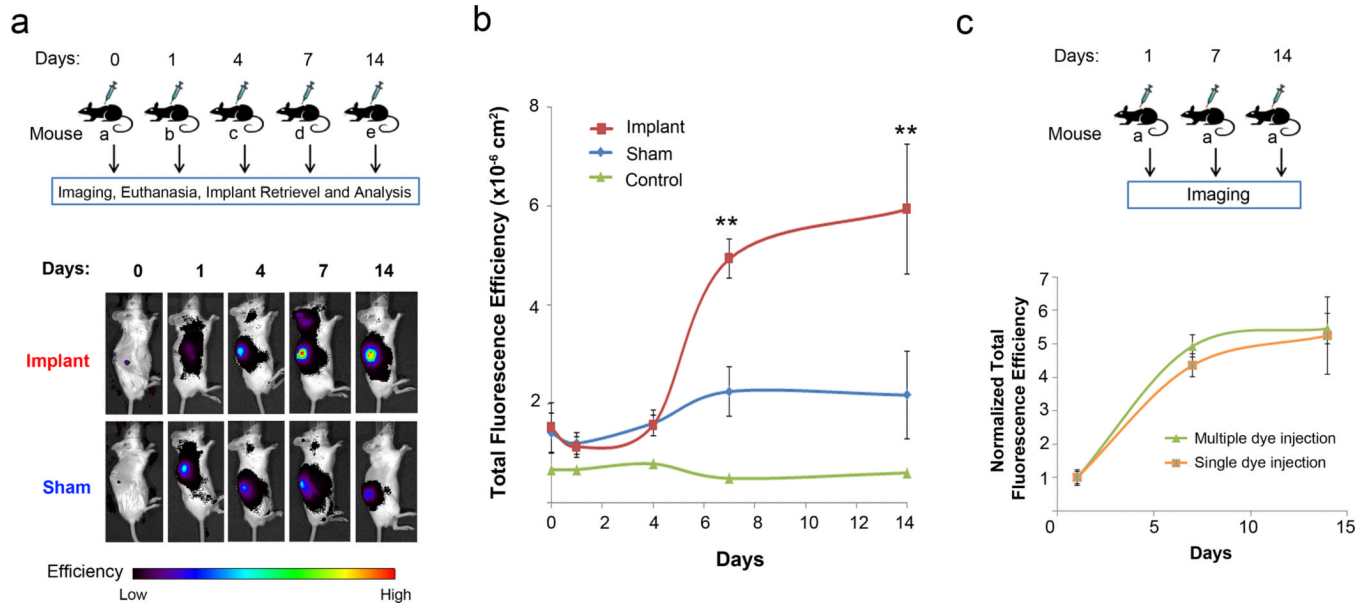 a
Days: 0 1 4 7 14
Mouse a b c d e
Imaging, Euthanasia, Implant Retrievel and Analysis
Days: 0 1 4 7 14
Implant
Sham
Efficiency
Low High
b
Total Fluorescence Efficiency (x10⁻⁶ cm²)
8
6
4
2
0 2 4 6 8 10 12 14
Days
Implant
Sham
Control
**
**
c
Days: 1 7 14
Mouse a a a
Imaging
Normalized Total
Fluorescence Efficiency
7
6
5
4
3
2
1
0 5 10 15
Days
Multiple dye injection
Single dye injection